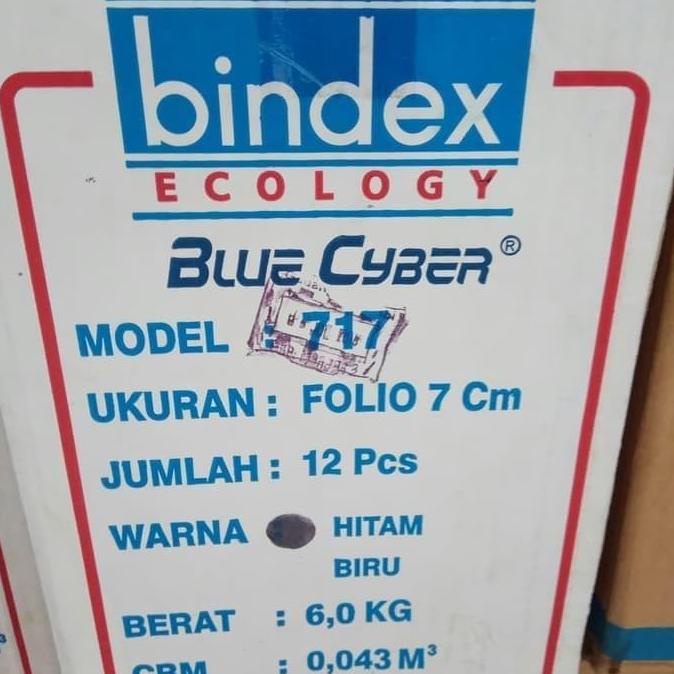 bindex
ECOLOGY
BLUE CYBER®
MODEL : 717
UKURAN : FOLIO 7 Cm
JUMLAH : 12 Pcs
WARNA HITAM
BIRU
BERAT : 6,0 KG
CBM : 0,043 M³